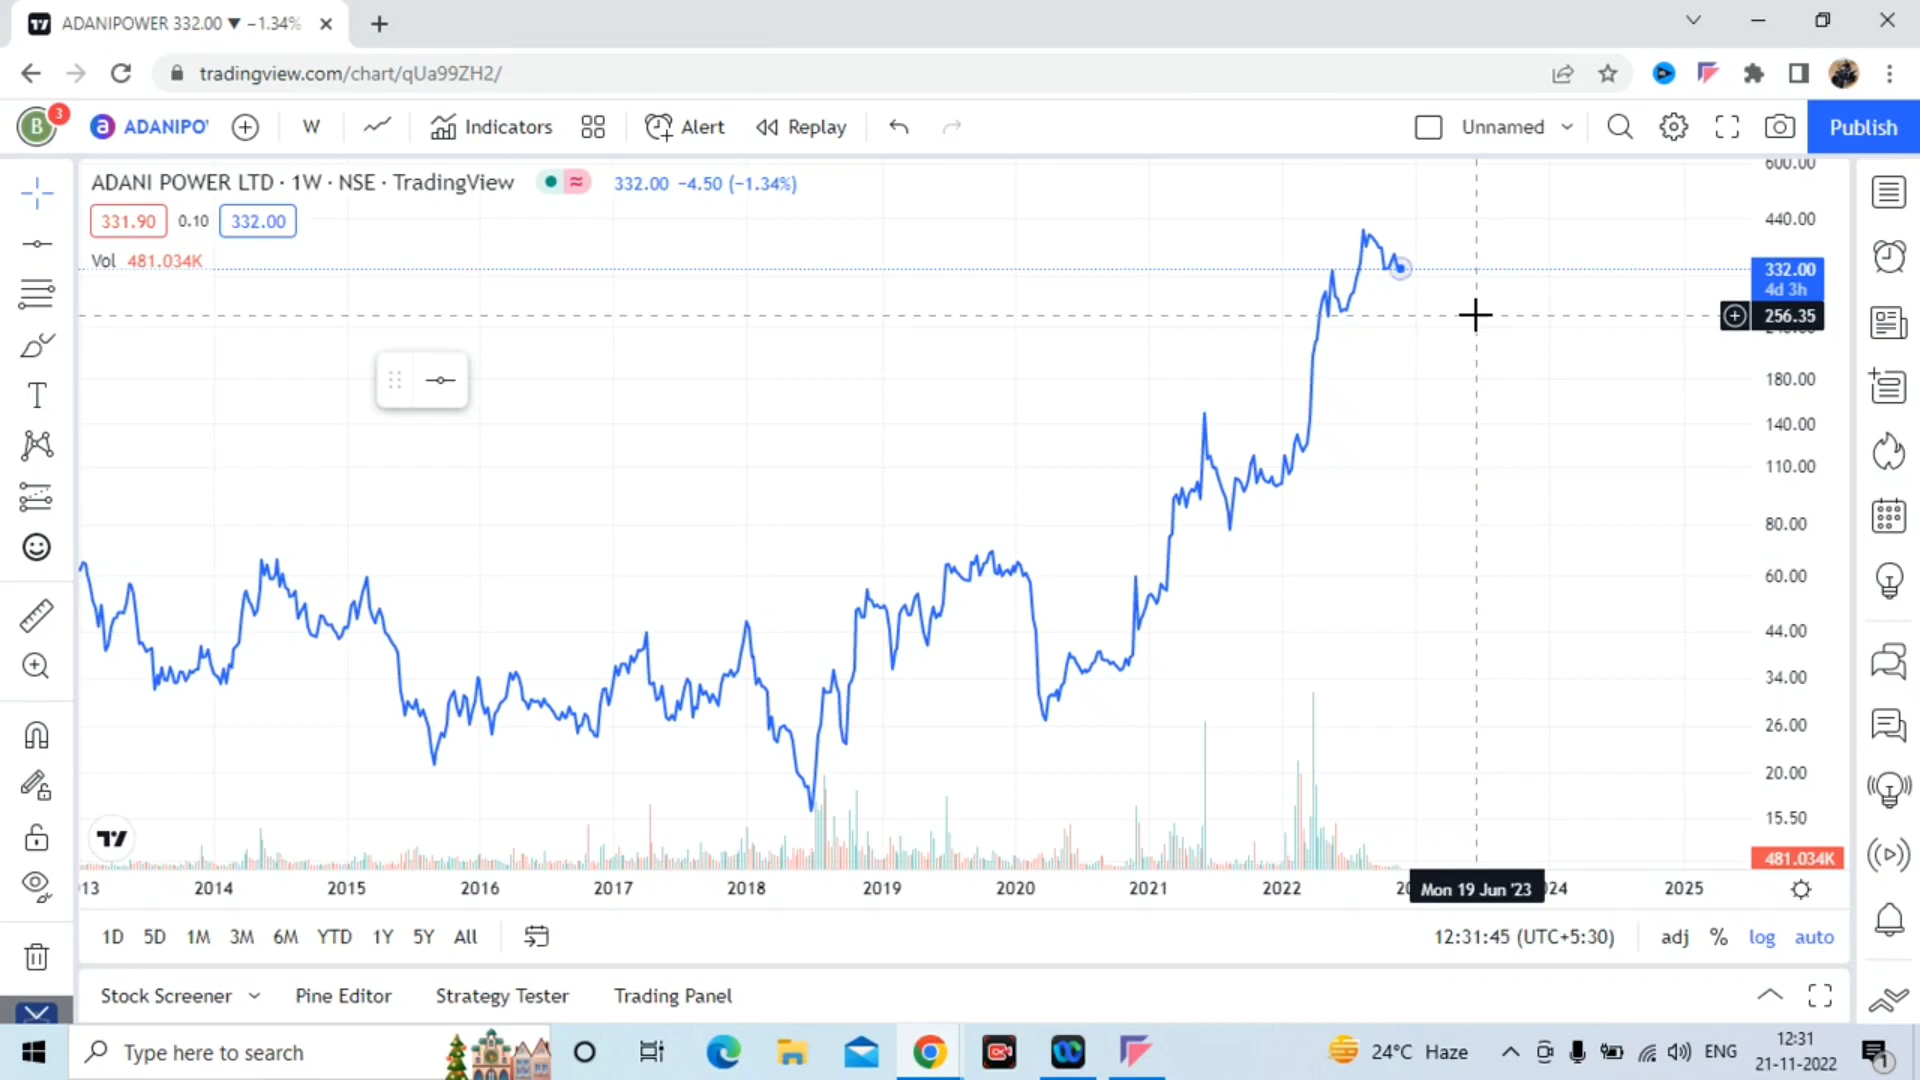 ADANIPOWER 332.00 ▼ −1.34%
tradingview.com/chart/qUa99ZH2/
B 3 ADANIPO' W Indicators Alert Replay Unnamed Publish
ADANI POWER LTD · 1W · NSE · TradingView 332.00 −4.50 (−1.34%)
331.90 0.10 332.00
Vol 481.034K
600.00
440.00
332.00
4d 3h
256.35
180.00
140.00
110.00
80.00
60.00
44.00
34.00
26.00
20.00
15.50
481.034K
13 2014 2015 2016 2017 2018 2019 2020 2021 2022 20 Mon 19 Jun '23 24 2025
1D 5D 1M 3M 6M YTD 1Y 5Y All 12:31:45 (UTC+5:30) adj % log auto
Stock Screener Pine Editor Strategy Tester Trading Panel
Type here to search 24°C Haze ENG 12:31
21-11-2022 1